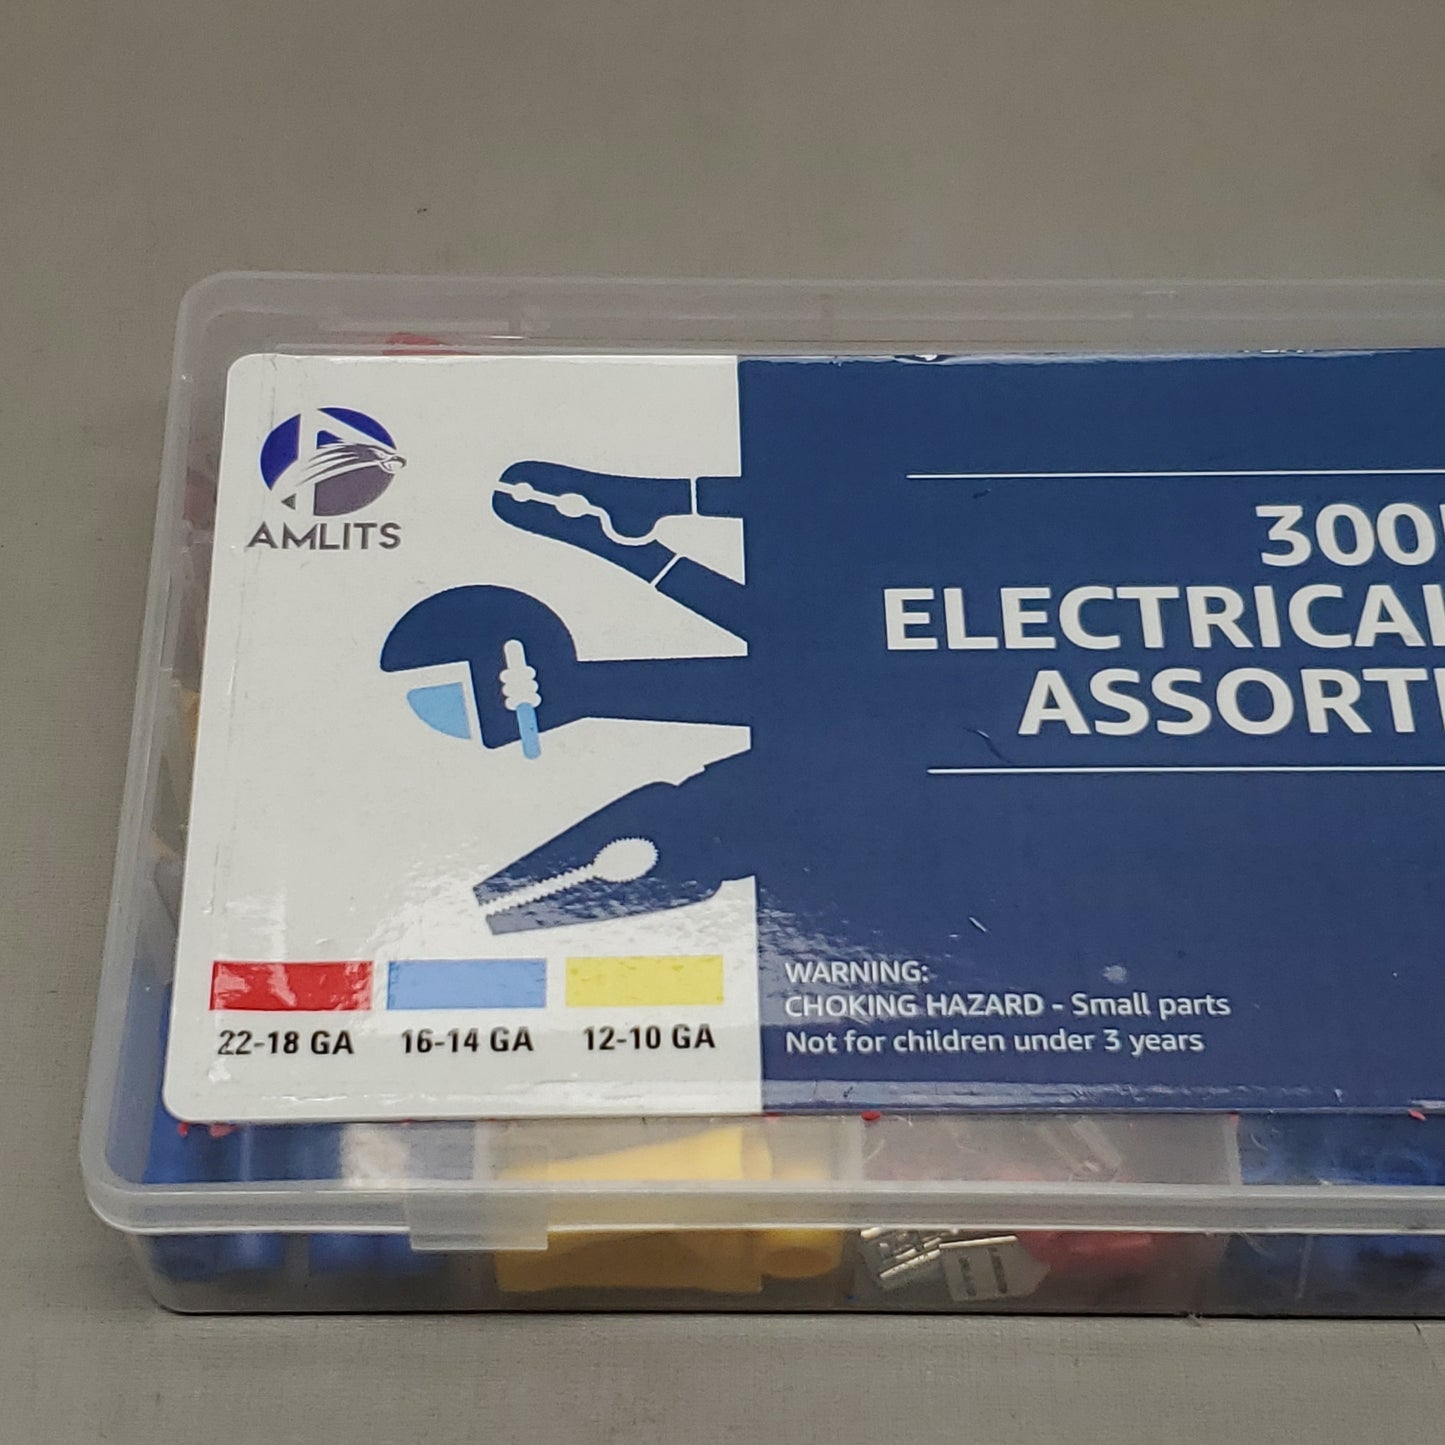 AMLITS
300
ELECTRICAL
ASSORT
22-18 GA
16-14 GA
12-10 GA
WARNING:
CHOKING HAZARD - Small parts
Not for children under 3 years